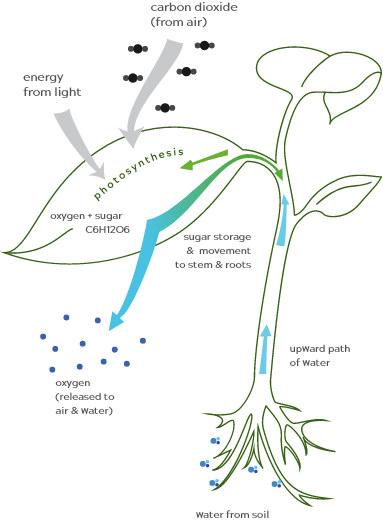 carbon dioxide
(from air)
energy
from light
photosynthesis
oxygen + sugar
C6H12O6
sugar storage
& movement
to stem & roots
upWard path
of Water
oxygen
(released to
air & Water)
Water from soil